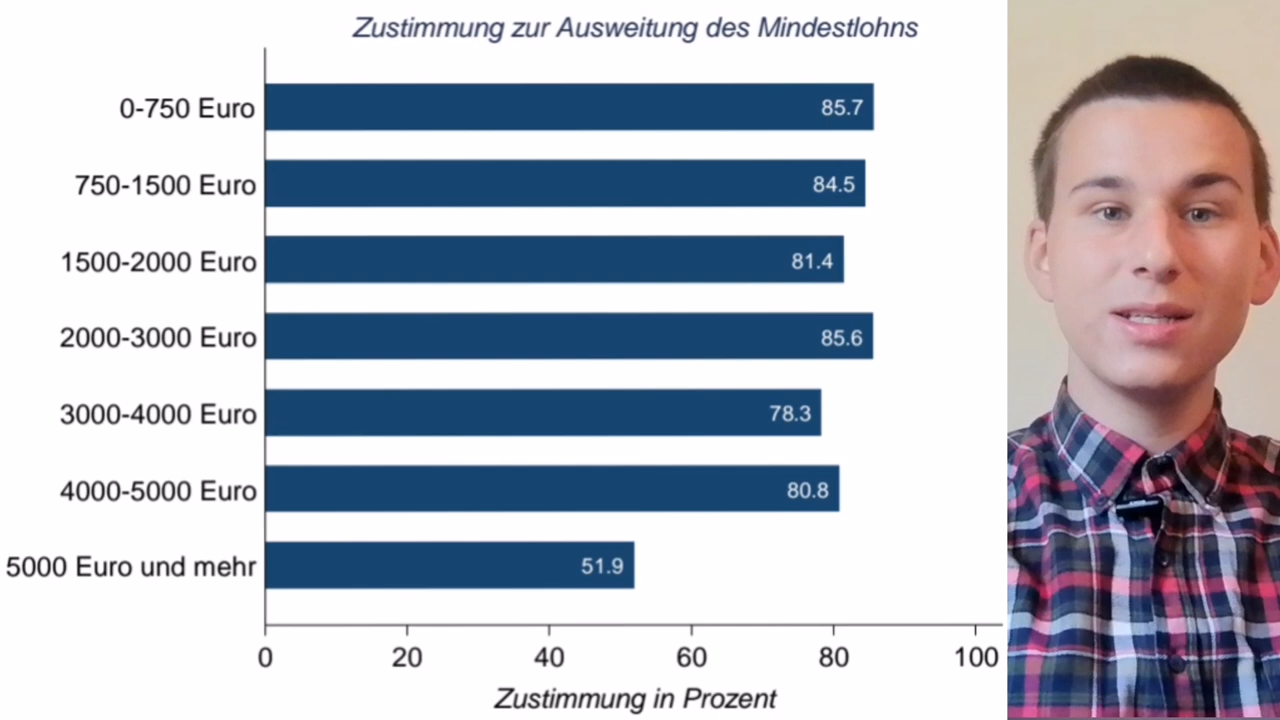 Zustimmung zur Ausweitung des Mindestlohns
0-750 Euro 85.7
750-1500 Euro 84.5
1500-2000 Euro 81.4
2000-3000 Euro 85.6
3000-4000 Euro 78.3
4000-5000 Euro 80.8
5000 Euro und mehr 51.9
0 20 40 60 80 100
Zustimmung in Prozent